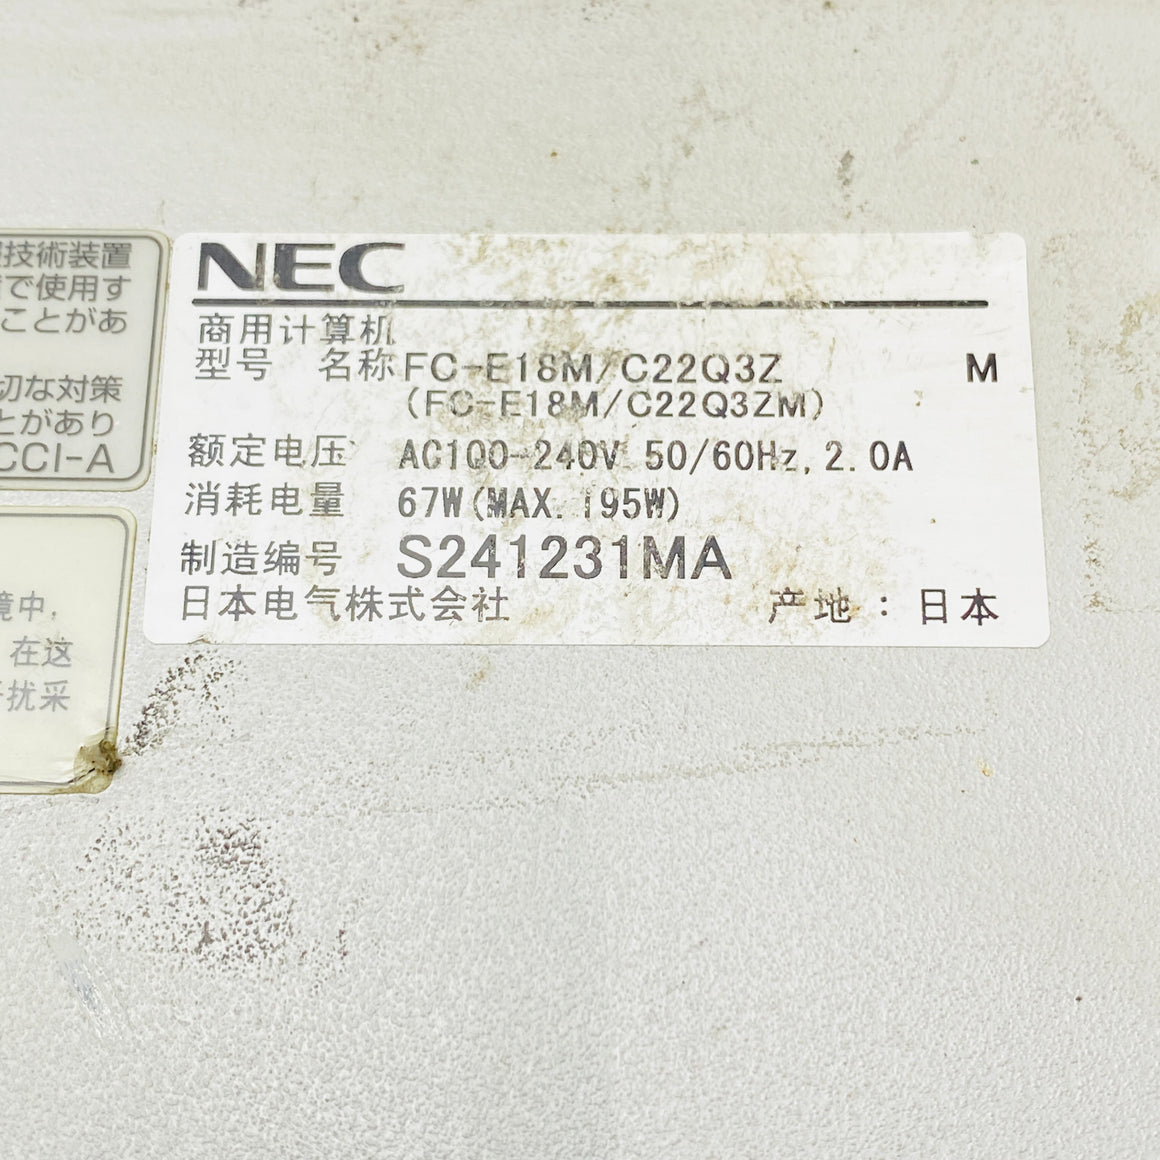 技術装置
で使用す
ことがあ
切な対策
とがあり
CCI-A
境中,
在这
扰采
NEC
商用计算机
型号 名称 FC-E18M/C22Q3Z M
(FC-E18M/C22Q3ZM)
额定电压 AC100-240V 50/60Hz, 2.0A
消耗电量 67W(MAX. 195W)
制造编号 S241231MA
日本电气株式会社 产地：日本